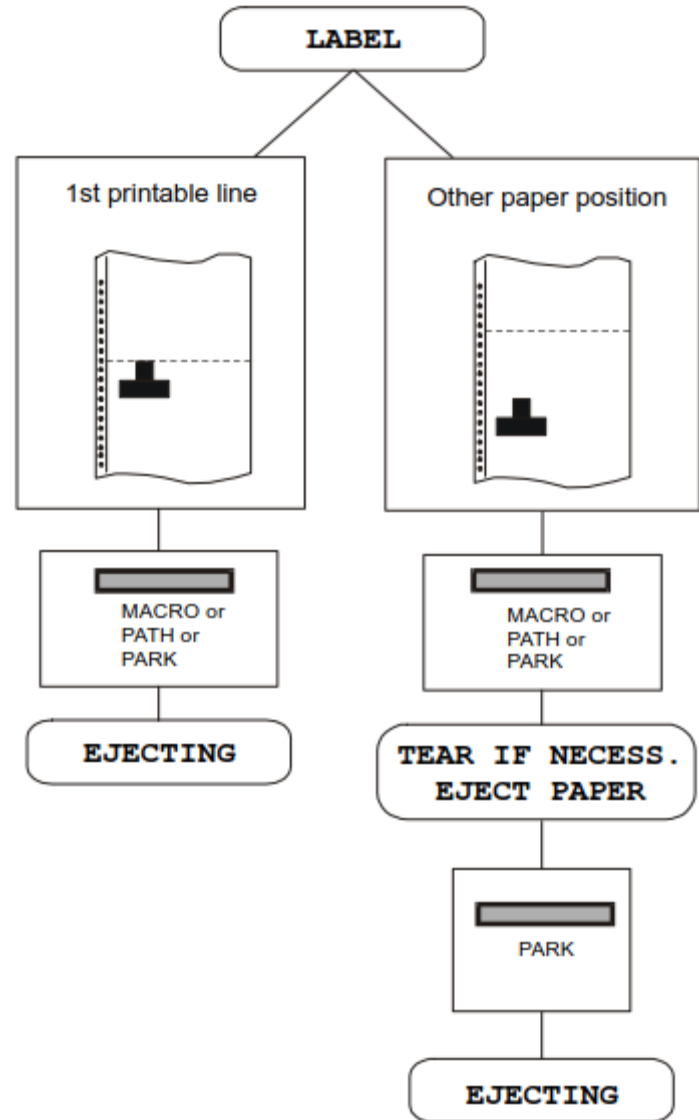 LABEL
1st printable line
Other paper position
MACRO or
PATH or
PARK
MACRO or
PATH or
PARK
EJECTING
TEAR IF NECESS.
EJECT PAPER
PARK
EJECTING